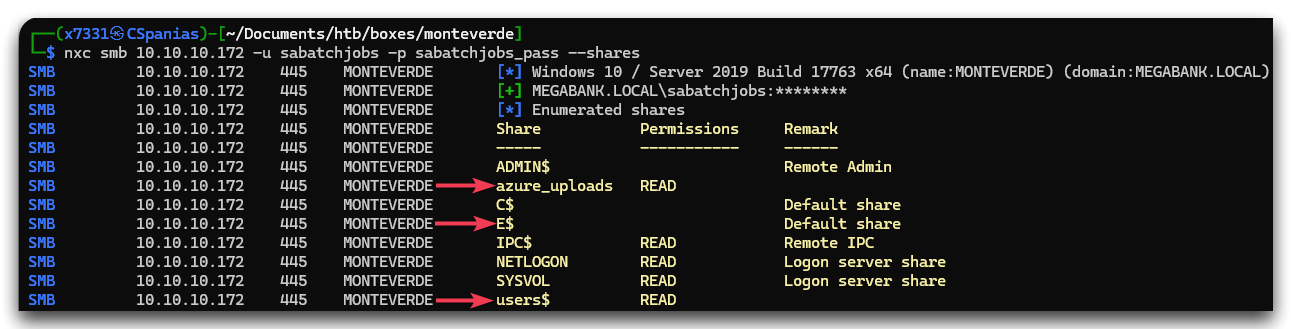 ┌──(x7331㉿CSpanias)-[~/Documents/htb/boxes/monteverde]
└─$ nxc smb 10.10.10.172 -u sabatchjobs -p sabatchjobs_pass --shares
SMB 10.10.10.172 445 MONTEVERDE [*] Windows 10 / Server 2019 Build 17763 x64 (name:MONTEVERDE) (domain:MEGABANK.LOCAL)
SMB 10.10.10.172 445 MONTEVERDE [+] MEGABANK.LOCAL\sabatchjobs:********
SMB 10.10.10.172 445 MONTEVERDE [*] Enumerated shares
SMB 10.10.10.172 445 MONTEVERDE Share Permissions Remark
SMB 10.10.10.172 445 MONTEVERDE ----- ----------- ------
SMB 10.10.10.172 445 MONTEVERDE ADMIN$ Remote Admin
SMB 10.10.10.172 445 MONTEVERDE azure_uploads READ
SMB 10.10.10.172 445 MONTEVERDE C$ Default share
SMB 10.10.10.172 445 MONTEVERDE E$ Default share
SMB 10.10.10.172 445 MONTEVERDE IPC$ READ Remote IPC
SMB 10.10.10.172 445 MONTEVERDE NETLOGON READ Logon server share
SMB 10.10.10.172 445 MONTEVERDE SYSVOL READ Logon server share
SMB 10.10.10.172 445 MONTEVERDE users$ READ